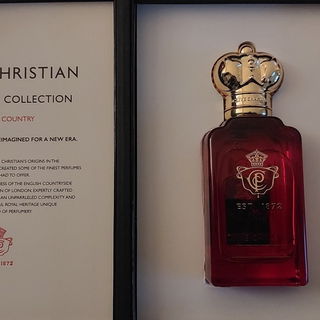 CHRISTIAN
COLLECTION
COUNTRY
REIMAGINED FOR A NEW ERA.
CHRISTIAN'S ORIGINS IN THE
CREATED SOME OF THE FINEST PERFUMES
HAD TO OFFER.
NESS OF THE ENGLISH COUNTRYSIDE
N OF LONDON, EXPERTLY CRAFTED
AN UNPARALLELED COMPLEXITY AND
ROYAL HERITAGE UNIQUE
OF PERFUMERY.
1872
EST 1872